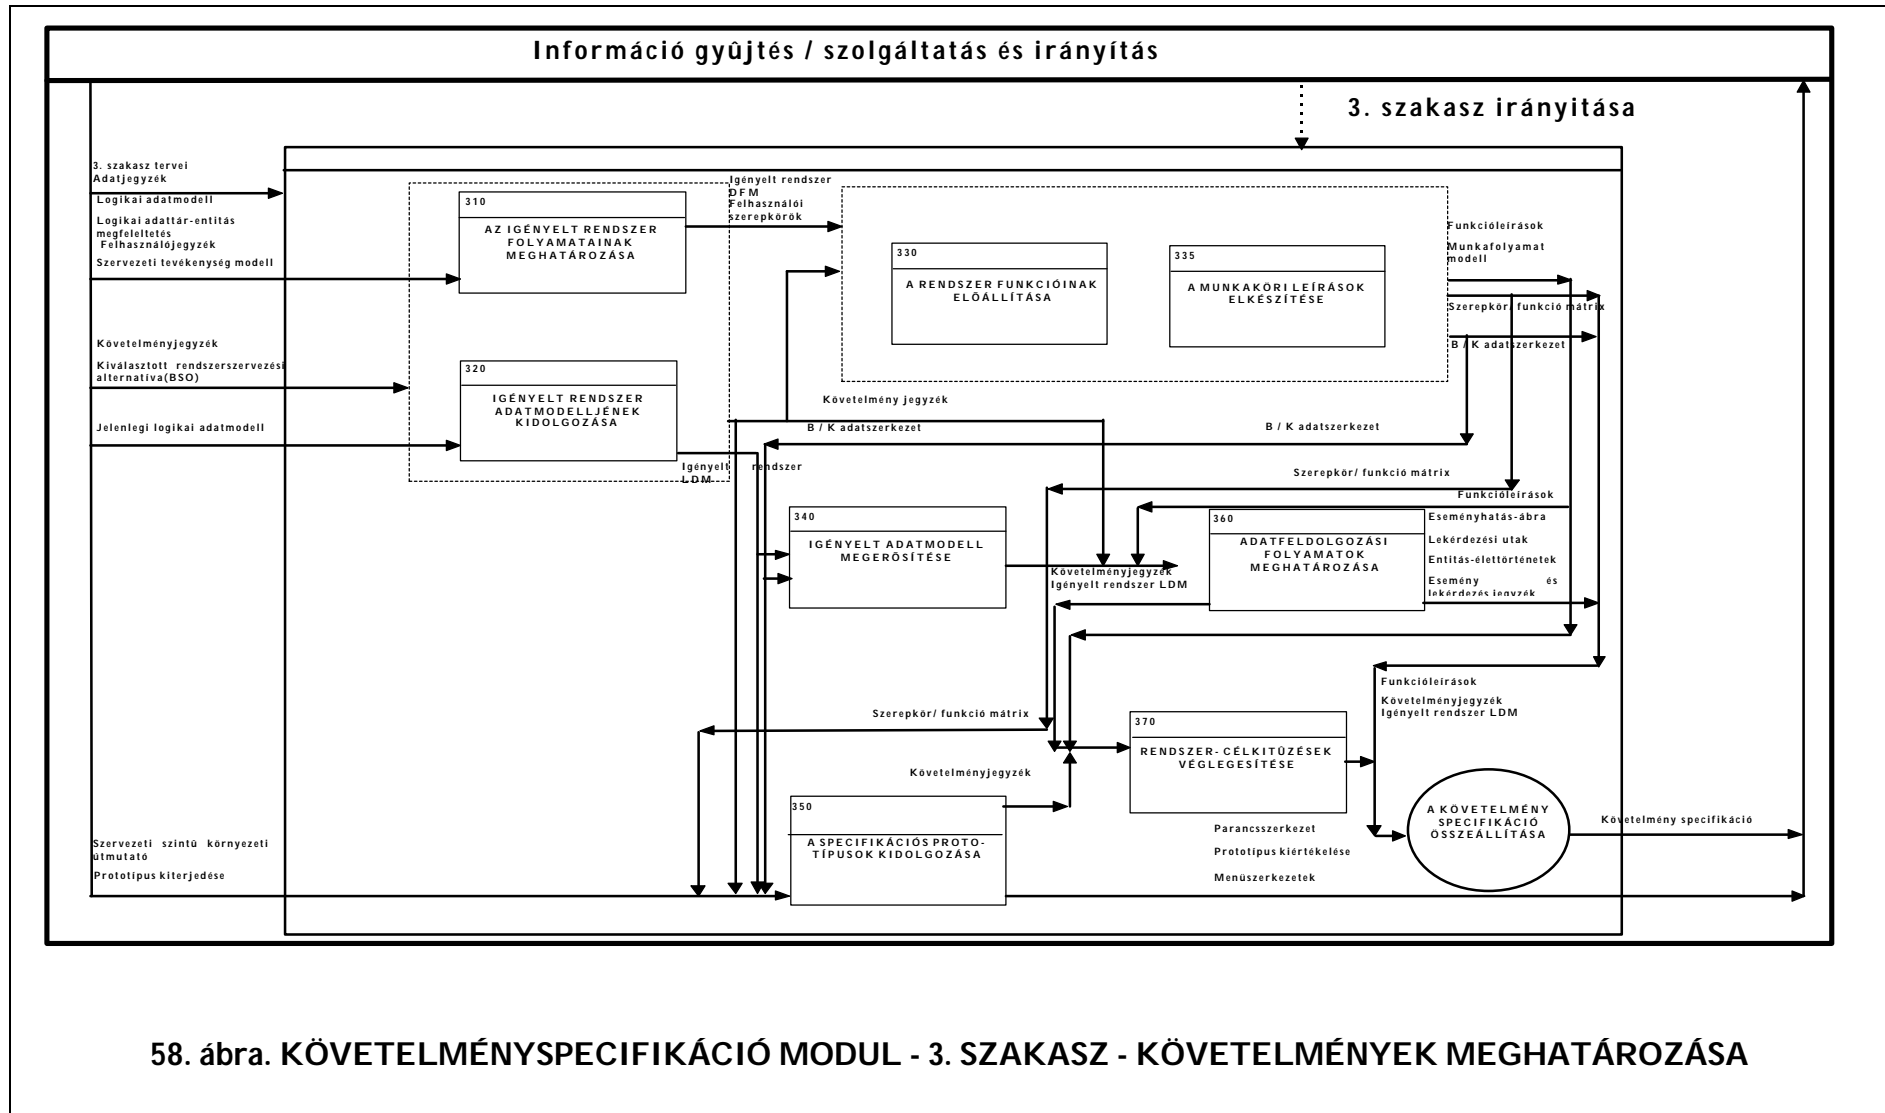 Információ gyûjtés / szolgáltatás és irányítás
3. szakasz irányitása
3. szakasz tervei
Adatjegyzék
Logikai adatmodell
Logikai adattár-entitás
megfeleltetés
Felhasználójegyzék
Szervezeti tevékenység modell
310
AZ IGÉNYELT RENDSZER
FOLYAMATAINAK
MEGHATÁROZÁSA
Igényelt rendszer
DFM
Felhasználói
szerepkörök
330
A RENDSZER FUNKCIÓINAK
ELÕÁLLÍTÁSA
335
A MUNKAKÖRI LEÍRÁSOK
ELKÉSZÍTÉSE
Funkcióleírások
Munkafolyamat
modell
Szerepkör/ funkció mátrix
B / K adatszerkezet
Követelményjegyzék
Kiválasztott rendszerszervezési
alternatíva(BSO)
Jelenlegi logikai adatmodell
320
IGÉNYELT RENDSZER
ADATMODELLJÉNEK
KIDOLGOZÁSA
Igényelt rendszer
LDM
Követelmény jegyzék
B / K adatszerkezet
B / K adatszerkezet
Szerepkör/ funkció mátrix
Funkcióleírások
340
IGÉNYELT ADATMODELL
MEGERÕSÍTÉSE
Követelményjegyzék
Igényelt rendszer LDM
360
ADATFELDOLGOZÁSI
FOLYAMATOK
MEGHATÁROZÁSA
Eseményhatás-ábra
Lekérdezési utak
Entitás-élettörténetek
Esemény és
lekérdezés jegyzék
Funkcióleírások
Követelményjegyzék
Igényelt rendszer LDM
Szerepkör/ funkció mátrix
370
RENDSZER- CÉLKITÛZÉSEK
VÉGLEGESÍTÉSE
Követelményjegyzék
350
A SPECIFIKÁCIÓS PROTO-
TÍPUSOK KIDOLGOZÁSA
Parancsszerkezet
Prototípus kiértékelése
Menüszerkezetek
A KÖVETELMÉNY
SPECIFIKÁCIÓ
ÖSSZEÁLLÍTÁSA
Követelmény specifikáció
Szervezeti szintû környezeti
útmutató
Prototípus kiterjedése
58. ábra. KÖVETELMÉNYSPECIFIKÁCIÓ MODUL - 3. SZAKASZ - KÖVETELMÉNYEK MEGHATÁROZÁSA